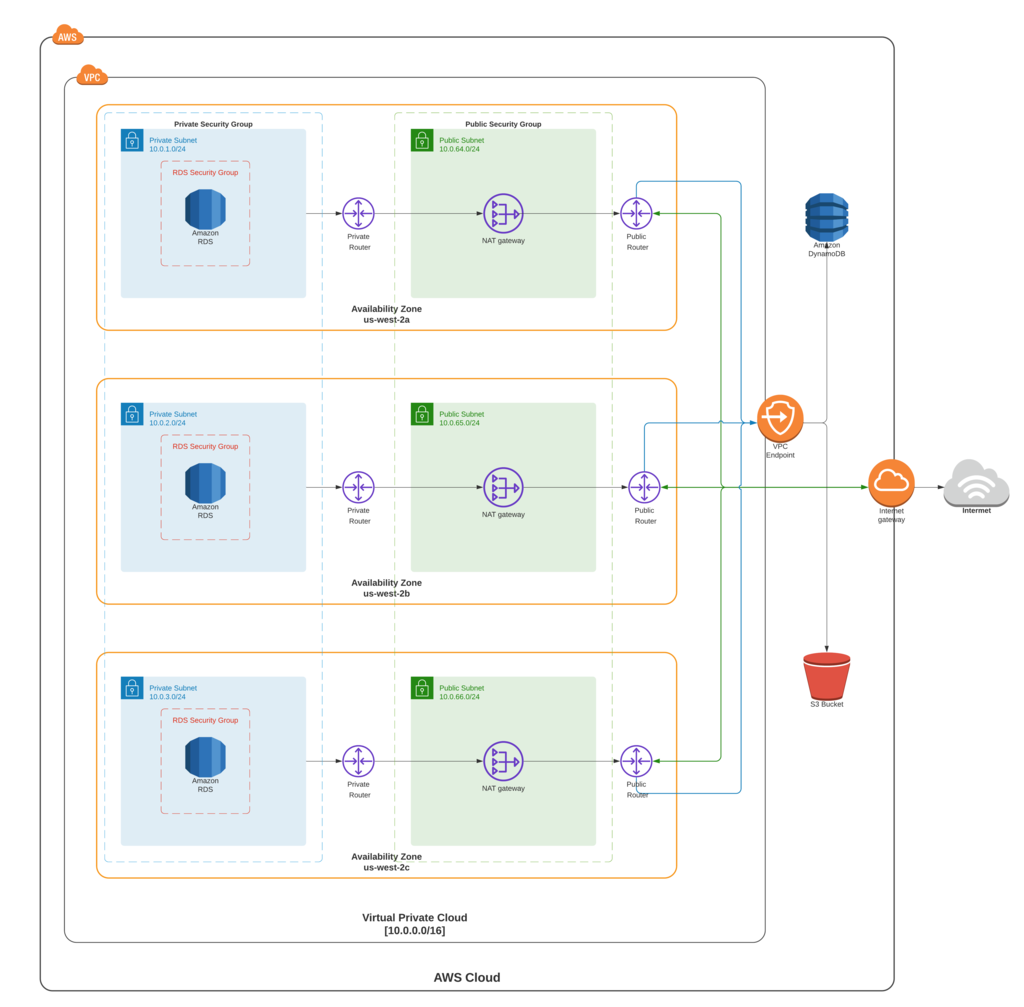 AWS
VPC
Private Security Group
Public Security Group
Private Subnet
10.0.1.0/24
RDS Security Group
Amazon
RDS
Private
Router
Public Subnet
10.0.64.0/24
NAT gateway
Public
Router
Availability Zone
us-west-2a
Amazon
DynamoDB
Private Subnet
10.0.2.0/24
RDS Security Group
Amazon
RDS
Private
Router
Public Subnet
10.0.65.0/24
NAT gateway
Public
Router
Availability Zone
us-west-2b
VPC
Endpoint
Internet
gateway
Internet
Private Subnet
10.0.3.0/24
RDS Security Group
Amazon
RDS
Private
Router
Public Subnet
10.0.66.0/24
NAT gateway
Public
Router
Availability Zone
us-west-2c
S3 Bucket
Virtual Private Cloud
[10.0.0.0/16]
AWS Cloud